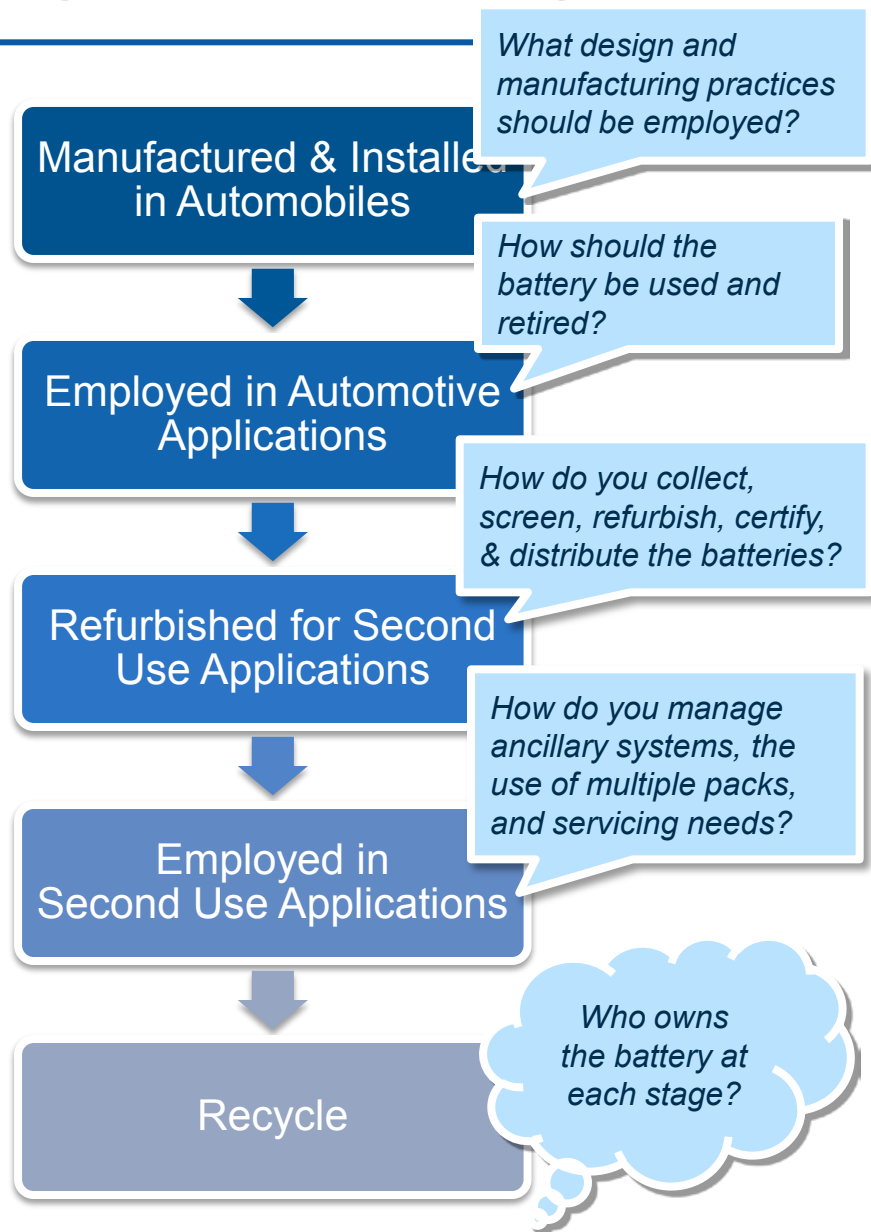 What design and
manufacturing practices
should be employed?
Manufactured & Installed
in Automobiles
How should the
battery be used and
retired?
Employed in Automotive
Applications
How do you collect,
screen, refurbish, certify,
& distribute the batteries?
Refurbished for Second
Use Applications
How do you manage
ancillary systems, the
use of multiple packs,
and servicing needs?
Employed in
Second Use Applications
Who owns
the battery at
each stage?
Recycle